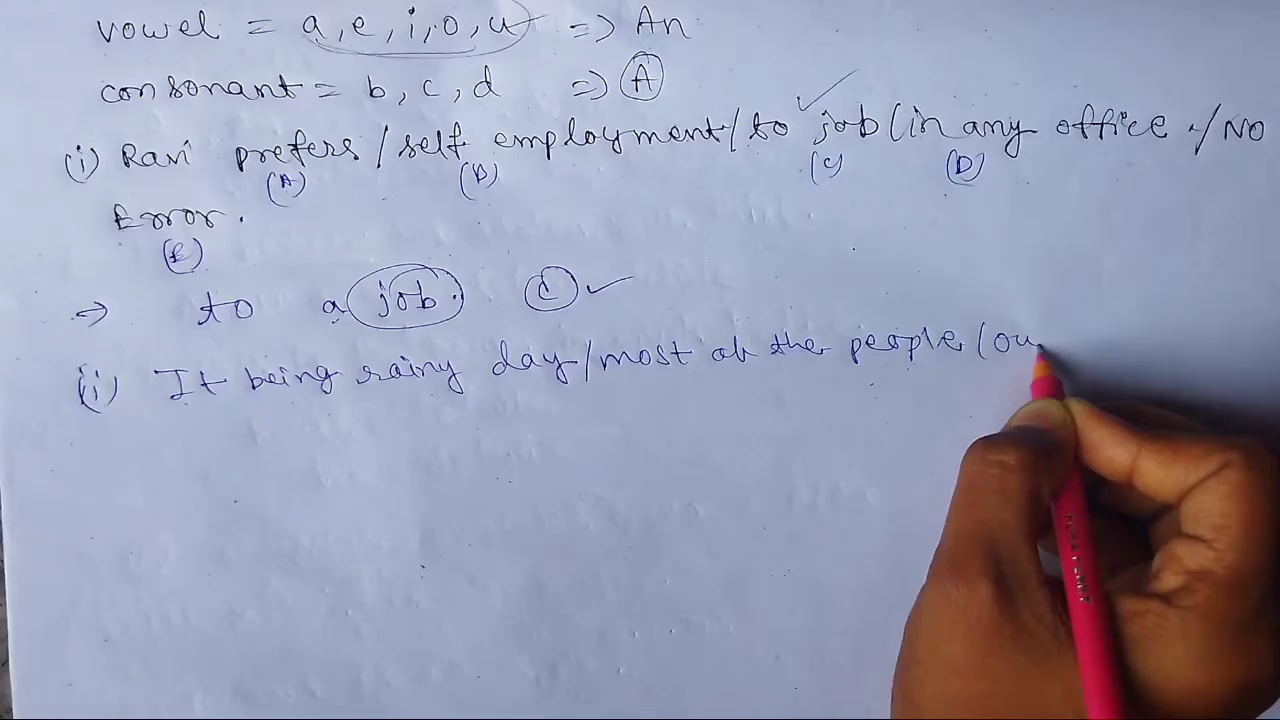 vowel = a, e, i, o, u => An
consonant = b, c, d => A
(i) Ravi prefers / self employment / to job (in any office . / No
(A) (B) (C) (D)
Error.
(E)
=> to a job. C
(ii) It being rainy day / most of the people ( ou